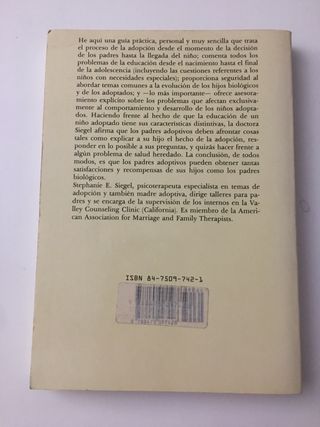 He aquí una guía práctica, personal y muy sencilla que trata
el proceso de la adopción desde el momento de la decisión
de los padres hasta la llegada del niño; comenta todos los
problemas de la educación desde el nacimiento hasta el final
de la adolescencia (incluyendo las cuestiones referentes a los
niños con necesidades especiales); proporciona seguridad al
abordar temas comunes a la evolución de los hijos biológicos
y de los adoptados; y —lo más importante— ofrece asesora-
miento explícito sobre los problemas que afectan exclusiva-
mente al comportamiento y desarrollo de los niños adopta-
dos. Haciendo frente al hecho de que la educación de un
niño adoptado tiene sus características distintivas, la doctora
Siegel afirma que los padres adoptivos deben afrontar cosas
tales como explicar a su hijo el hecho de la adopción, res-
ponder en lo posible a sus preguntas, y quizás hacer frente a
algún problema de salud heredado. La conclusión, de todos
modos, es que los padres adoptivos pueden obtener tantas
satisfacciones y recompensas de sus hijos como los padres
biológicos.
Stephanie E. Siegel, psicoterapeuta especialista en temas de
adopción y también madre adoptiva, dirige talleres para pa-
dres y se encarga de la supervisión de los internos en la Va-
lley Counseling Clinic (California). Es miembro de la Ameri-
can Association for Marriage and Family Therapists.
ISBN 84-7509-742-1